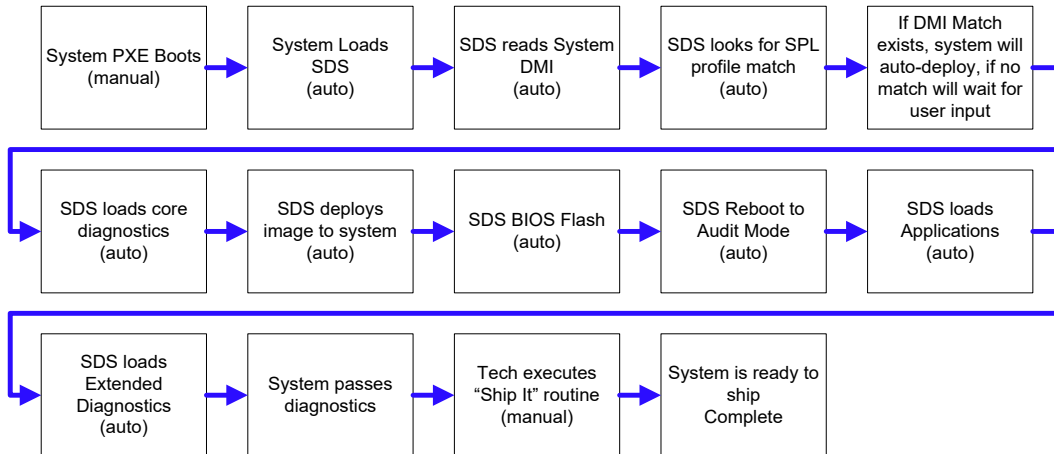 System PXE Boots
(manual)
System Loads
SDS
(auto)
SDS reads System
DMI
(auto)
SDS looks for SPL
profile match
(auto)
If DMI Match
exists, system will
auto-deploy, if no
match will wait for
user input
SDS loads core
diagnostics
(auto)
SDS deploys
image to system
(auto)
SDS BIOS Flash
(auto)
SDS Reboot to
Audit Mode
(auto)
SDS loads
Applications
(auto)
SDS loads
Extended
Diagnostics
(auto)
System passes
diagnostics
Tech executes
“Ship It” routine
(manual)
System is ready to
ship
Complete